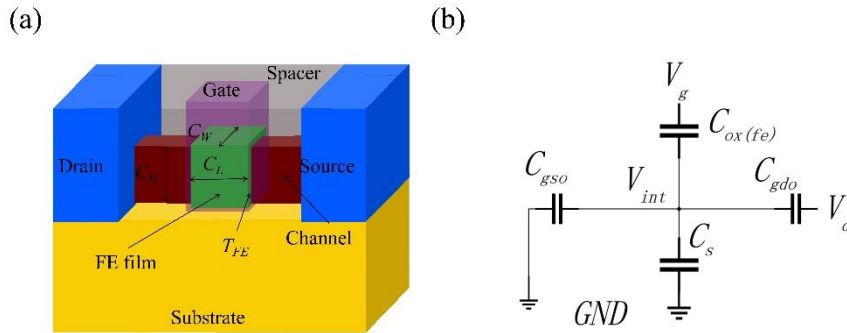 (a)
Spacer
Gate
C_W
Drain
C_H
C_L
Source
T_FE
Channel
FE film
Substrate
(b)
V_g
C_ox(fe)
C_gso
V_int
C_gdo
V_d
C_s
GND